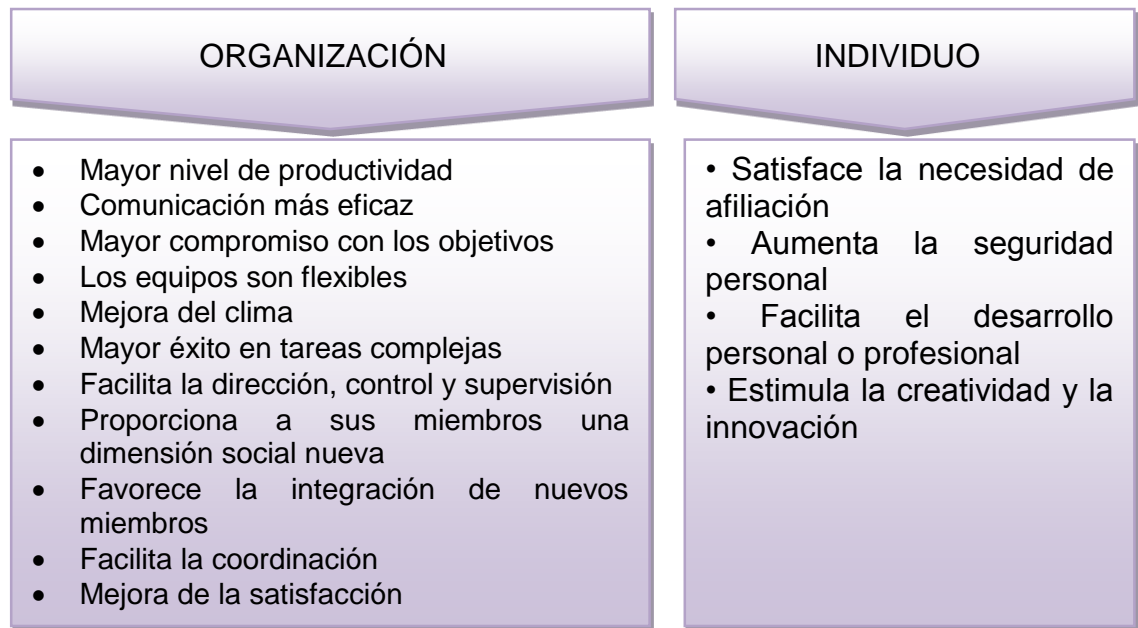 ORGANIZACIÓN
• Mayor nivel de productividad
• Comunicación más eficaz
• Mayor compromiso con los objetivos
• Los equipos son flexibles
• Mejora del clima
• Mayor éxito en tareas complejas
• Facilita la dirección, control y supervisión
• Proporciona a sus miembros una
dimensión social nueva
• Favorece la integración de nuevos
miembros
• Facilita la coordinación
• Mejora de la satisfacción
INDIVIDUO
• Satisface la necesidad de
afiliación
• Aumenta la seguridad
personal
• Facilita el desarrollo
personal o profesional
• Estimula la creatividad y la
innovación